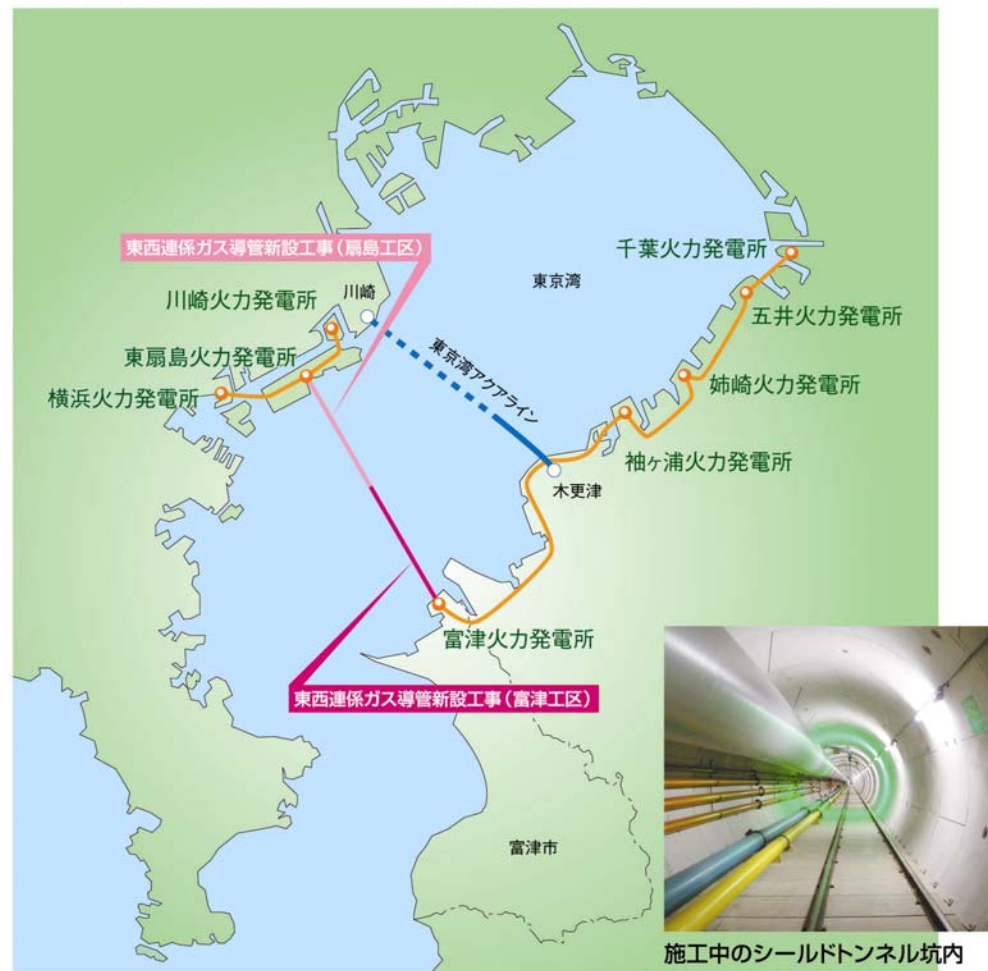 東西連係ガス導管新設工事（扇島工区）
千葉火力発電所
東京湾
川崎
川崎火力発電所
五井火力発電所
東扇島火力発電所
東京湾アクアライン
姉崎火力発電所
横浜火力発電所
袖ヶ浦火力発電所
木更津
富津火力発電所
東西連係ガス導管新設工事（富津工区）
富津市
施工中のシールドトンネル坑内